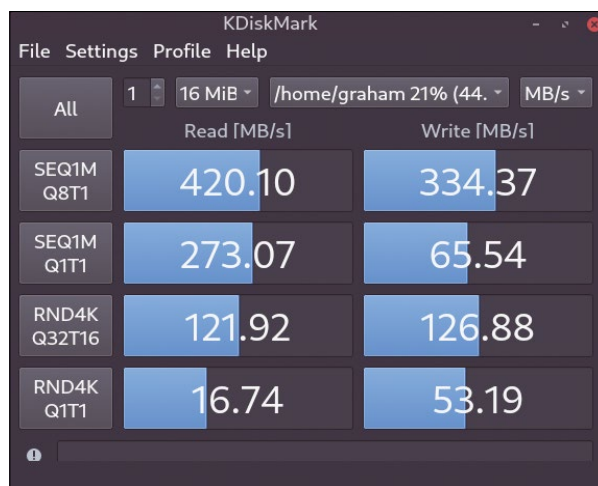 KDiskMark
File Settings Profile Help
All 1 16 MiB /home/graham 21% (44. MB/s
Read [MB/s] Write [MB/s]
SEQ1M
Q8T1 420.10 334.37
SEQ1M
Q1T1 273.07 65.54
RND4K
Q32T16 121.92 126.88
RND4K
Q1T1 16.74 53.19